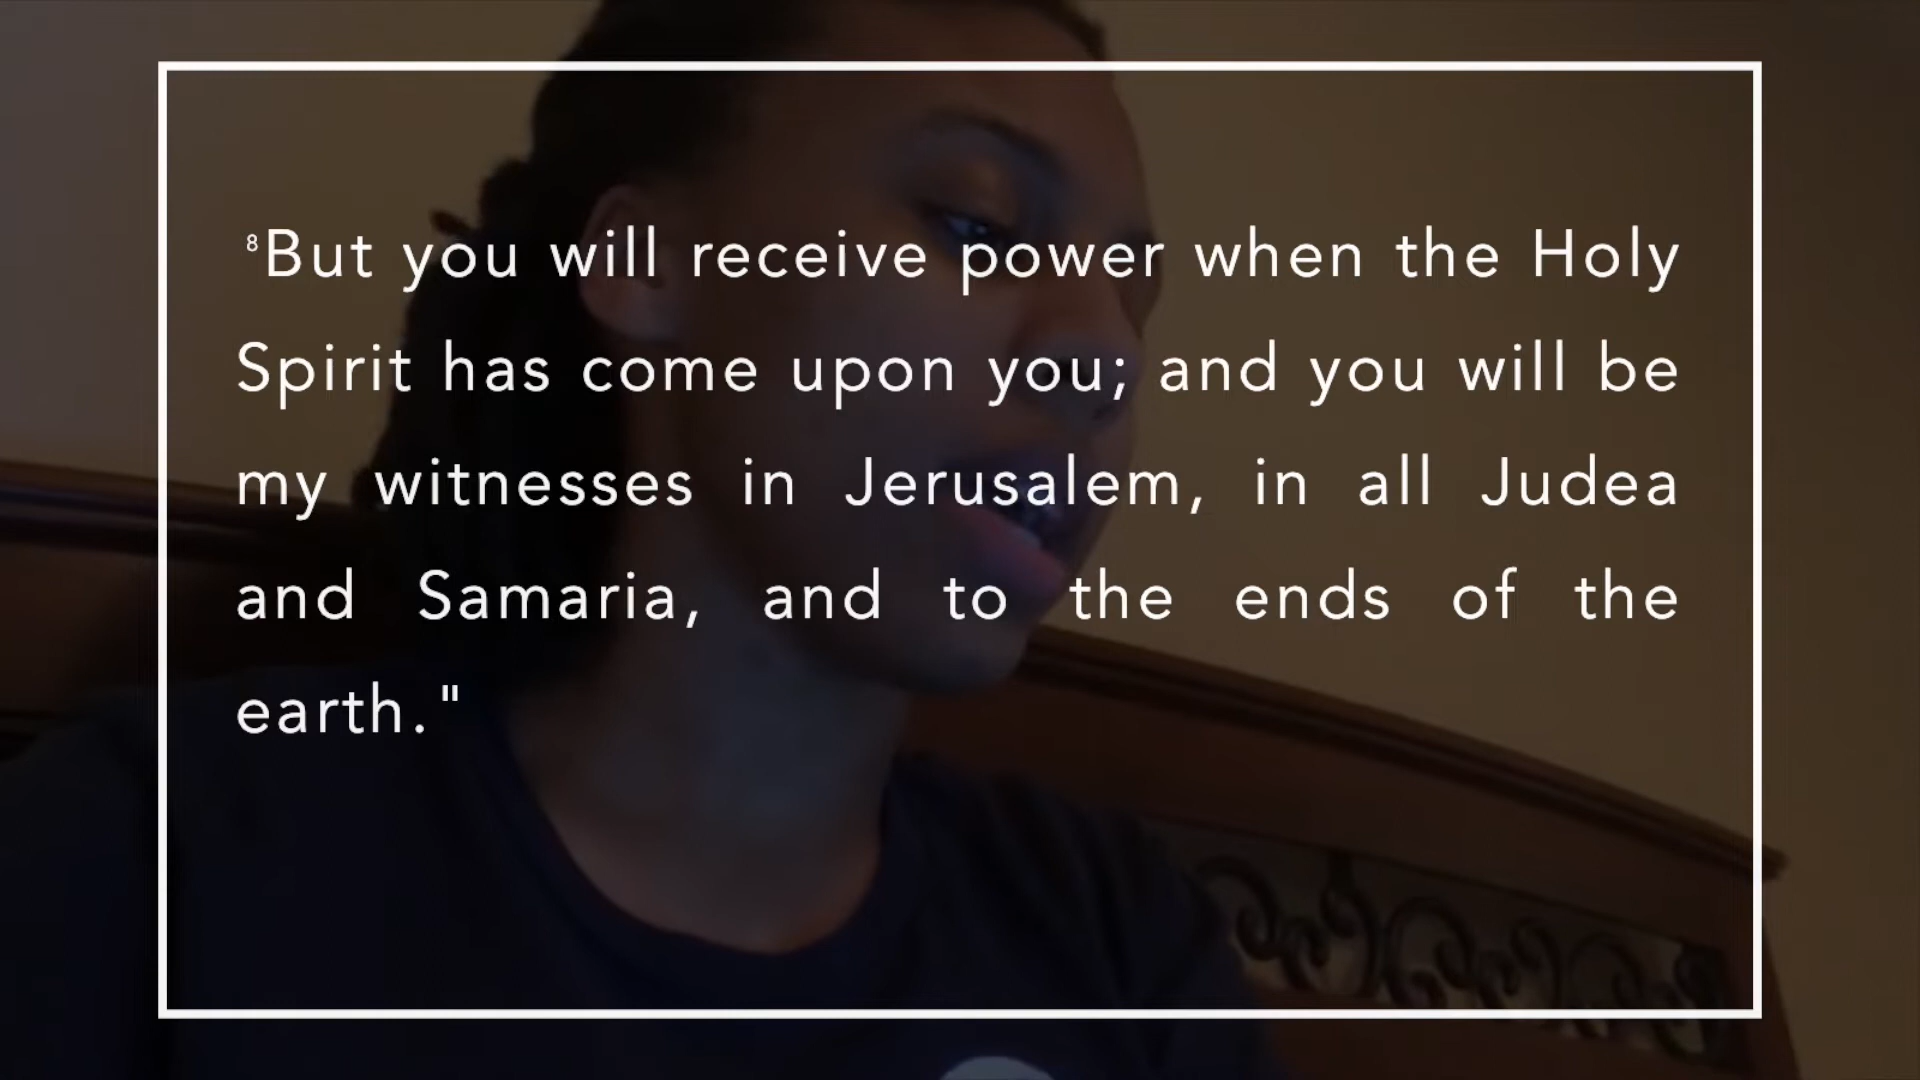 ⁸But you will receive power when the Holy
Spirit has come upon you; and you will be
my witnesses in Jerusalem, in all Judea
and Samaria, and to the ends of the
earth."